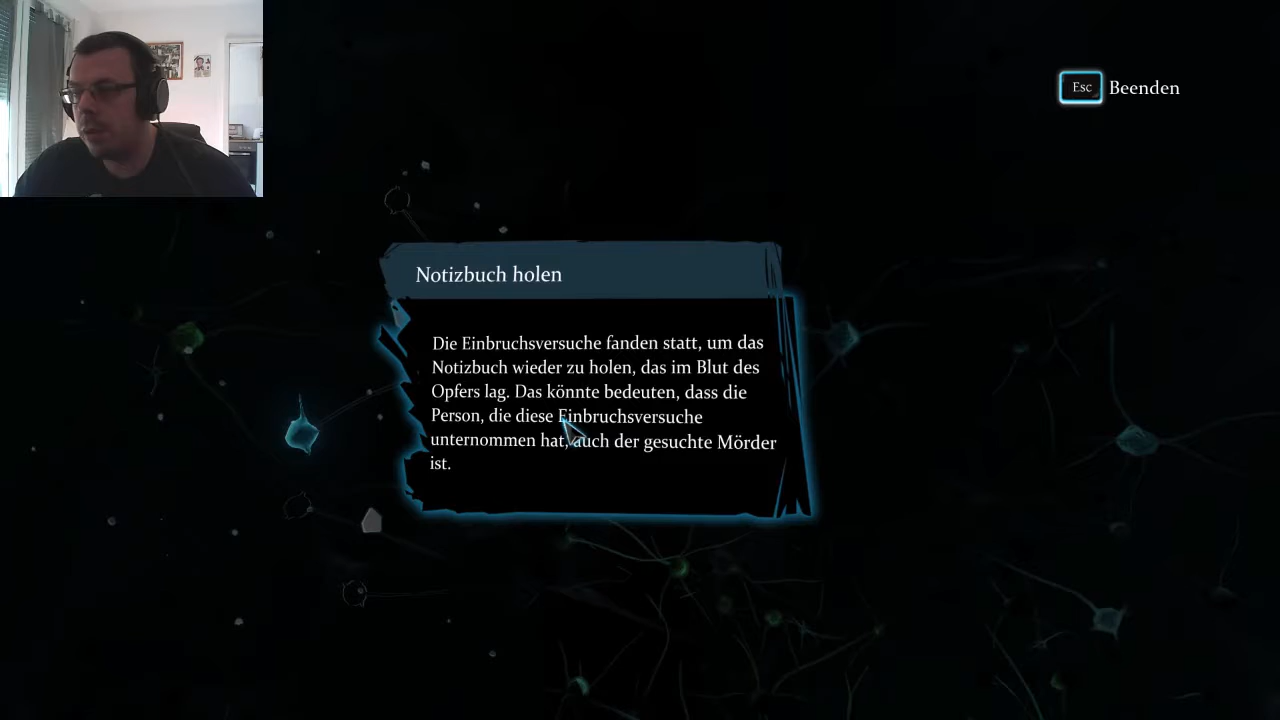 Esc Beenden
Notizbuch holen
Die Einbruchsversuche fanden statt, um das
Notizbuch wieder zu holen, das im Blut des
Opfers lag. Das könnte bedeuten, dass die
Person, die diese Einbruchsversuche
unternommen hat, auch der gesuchte Mörder
ist.